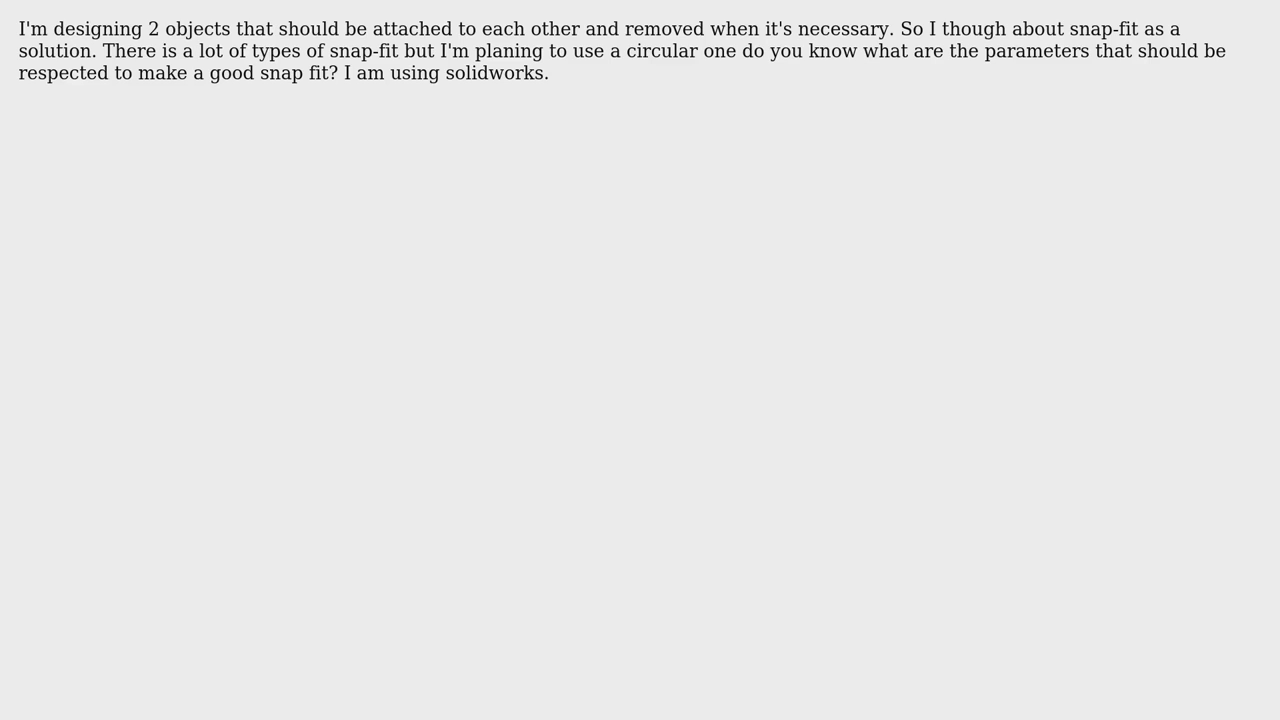 I'm designing 2 objects that should be attached to each other and removed when it's necessary. So I though about snap-fit as a
solution. There is a lot of types of snap-fit but I'm planing to use a circular one do you know what are the parameters that should be
respected to make a good snap fit? I am using solidworks.